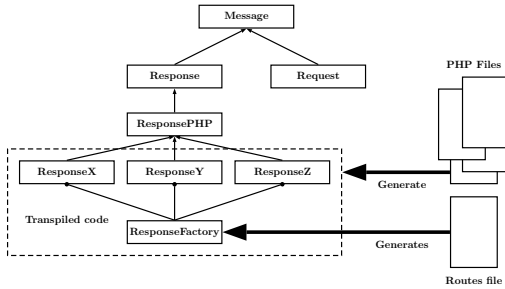 Message
Response
Request
PHP Files
ResponsePHP
ResponseX
ResponseY
ResponseZ
Generate
Transpiled code
ResponseFactory
Generates
Routes file